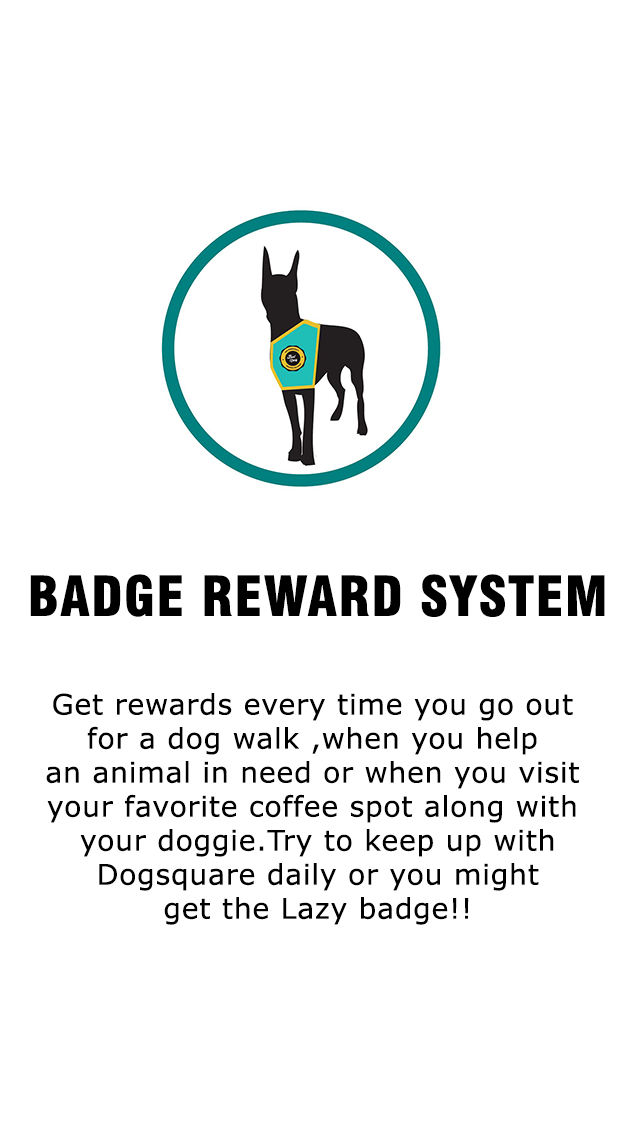 BADGE REWARD SYSTEM
Get rewards every time you go out
for a dog walk ,when you help
an animal in need or when you visit
your favorite coffee spot along with
your doggie.Try to keep up with
Dogsquare daily or you might
get the Lazy badge!!